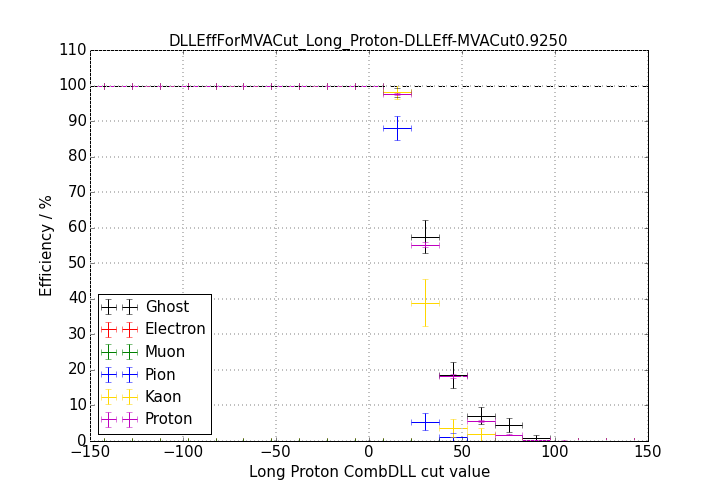 DLLEffForMVACut_Long_Proton-DLLEff-MVACut0.9250
110
100
90
80
70
60
50
40
30
20
10
0
Efficiency / %
Ghost
Electron
Muon
Pion
Kaon
Proton
−150 −100 −50 0 50 100 150
Long Proton CombDLL cut value